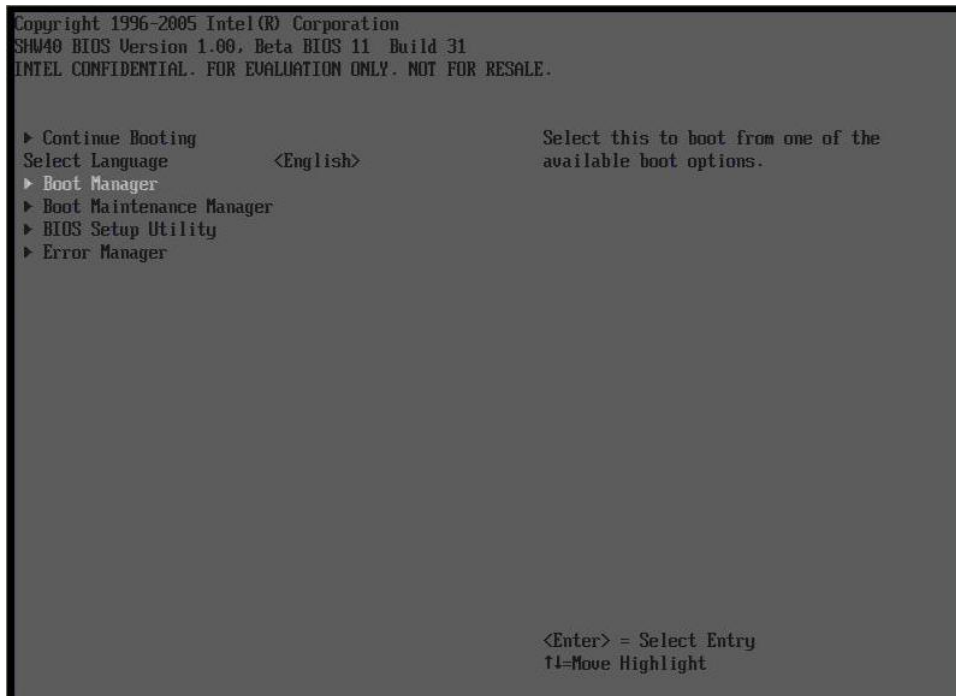 Copyright 1996-2005 Intel(R) Corporation
SHW40 BIOS Version 1.00, Beta BIOS 11 Build 31
INTEL CONFIDENTIAL. FOR EVALUATION ONLY. NOT FOR RESALE.
▶ Continue Booting
Select Language <English>
▶ Boot Manager
▶ Boot Maintenance Manager
▶ BIOS Setup Utility
▶ Error Manager
Select this to boot from one of the
available boot options.
<Enter> = Select Entry
↑↓=Move Highlight